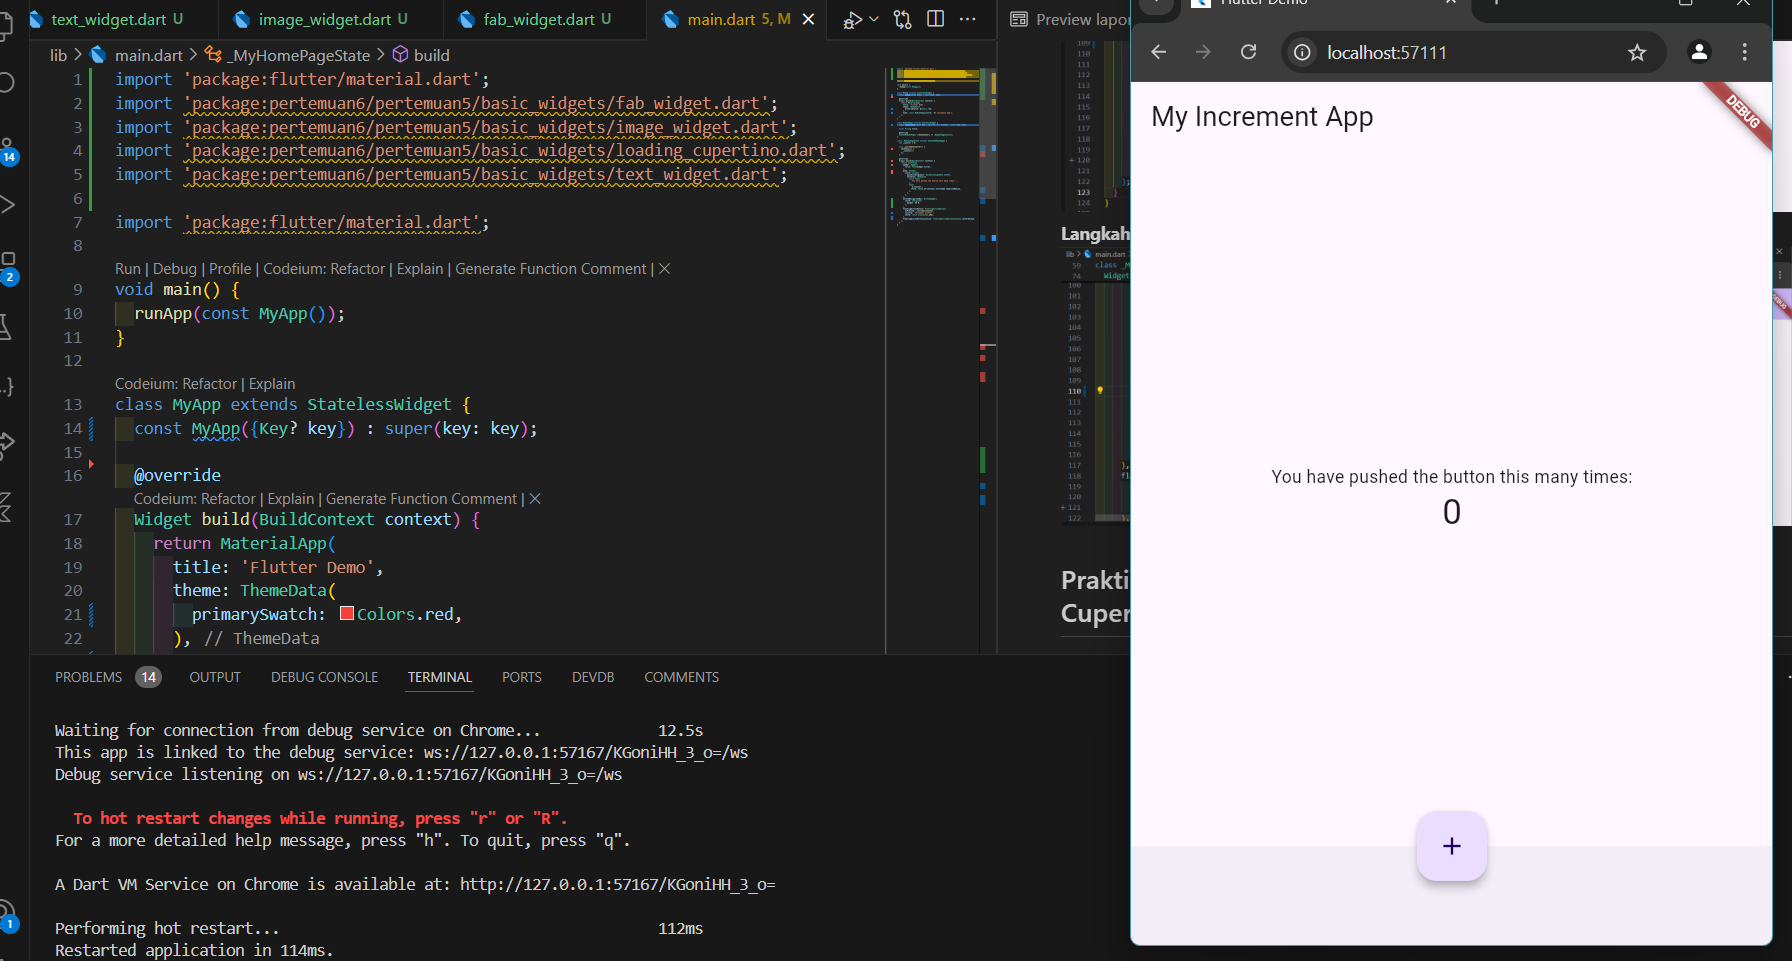 text_widget.dart U
image_widget.dart U
fab_widget.dart U
main.dart 5, M
Preview lapor
lib > main.dart > _MyHomePageState > build
1 import 'package:flutter/material.dart';
2 import 'package:pertemuan6/pertemuan5/basic_widgets/fab_widget.dart';
3 import 'package:pertemuan6/pertemuan5/basic_widgets/image_widget.dart';
4 import 'package:pertemuan6/pertemuan5/basic_widgets/loading_cupertino.dart';
5 import 'package:pertemuan6/pertemuan5/basic_widgets/text_widget.dart';
6
7 import 'package:flutter/material.dart';
8
Run | Debug | Profile | Codeium: Refactor | Explain | Generate Function Comment | ×
9 void main() {
10 runApp(const MyApp());
11 }
12
Codeium: Refactor | Explain
13 class MyApp extends StatelessWidget {
14 const MyApp({Key? key}) : super(key: key);
15
16 @override
Codeium: Refactor | Explain | Generate Function Comment | ×
17 Widget build(BuildContext context) {
18 return MaterialApp(
19 title: 'Flutter Demo',
20 theme: ThemeData(
21 primarySwatch: Colors.red,
22 ), // ThemeData
PROBLEMS 14 OUTPUT DEBUG CONSOLE TERMINAL PORTS DEVDB COMMENTS
Waiting for connection from debug service on Chrome... 12.5s
This app is linked to the debug service: ws://127.0.0.1:57167/KGoniHH_3_o=/ws
Debug service listening on ws://127.0.0.1:57167/KGoniHH_3_o=/ws
To hot restart changes while running, press "r" or "R".
For a more detailed help message, press "h". To quit, press "q".
A Dart VM Service on Chrome is available at: http://127.0.0.1:57167/KGoniHH_3_o=
Performing hot restart... 112ms
Restarted application in 114ms.
14
2
1
Langkah
main.dart
Prakti
Cuper
localhost:57111
My Increment App
DEBUG
You have pushed the button this many times:
0
+